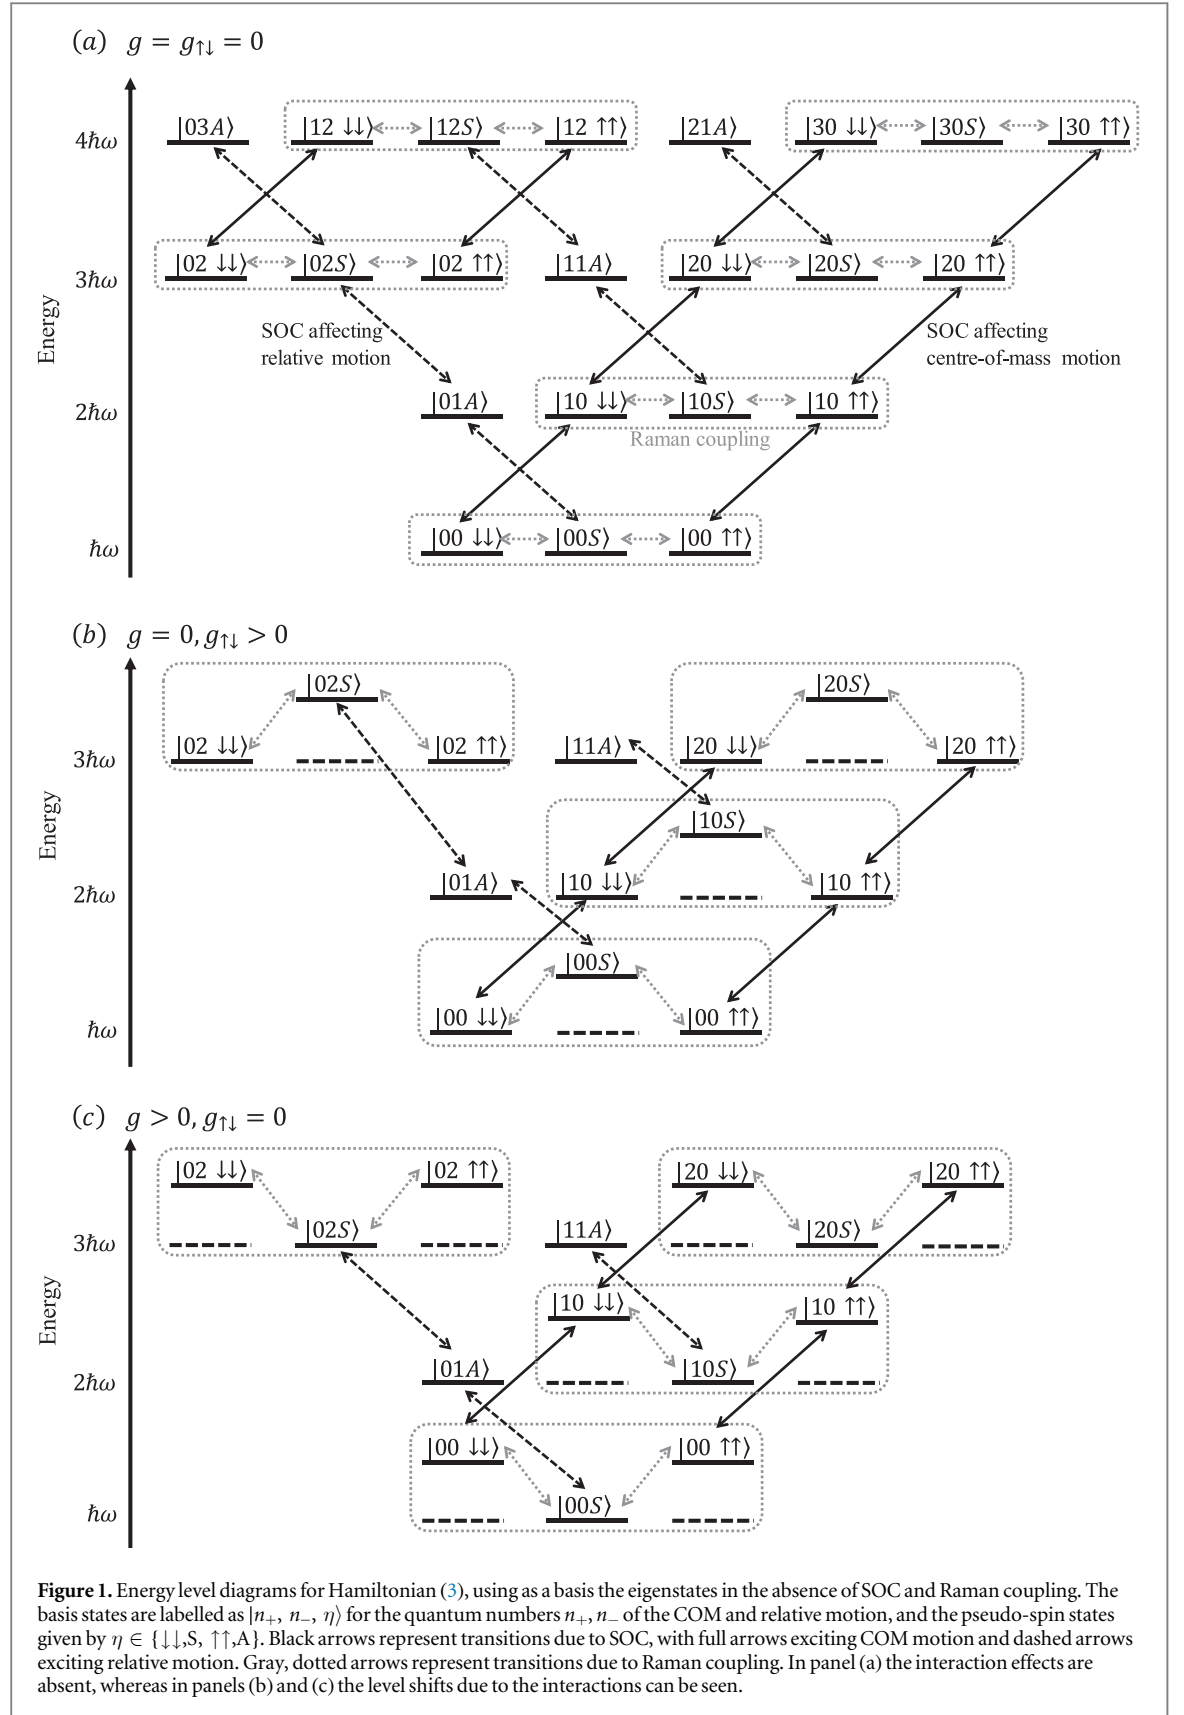 (a) g = g↑↓ = 0
4ħω |03A⟩ |12 ↓↓⟩ |12S⟩ |12 ↑↑⟩ |21A⟩ |30 ↓↓⟩ |30S⟩ |30 ↑↑⟩
3ħω |02 ↓↓⟩ |02S⟩ |02 ↑↑⟩ |11A⟩ |20 ↓↓⟩ |20S⟩ |20 ↑↑⟩
Energy
SOC affecting
relative motion
SOC affecting
centre-of-mass motion
2ħω |01A⟩ |10 ↓↓⟩ |10S⟩ |10 ↑↑⟩
Raman coupling
ħω |00 ↓↓⟩ |00S⟩ |00 ↑↑⟩
(b) g = 0, g↑↓ > 0
|02S⟩ |20S⟩
3ħω |02 ↓↓⟩ |02 ↑↑⟩ |11A⟩ |20 ↓↓⟩ |20 ↑↑⟩
Energy
|10S⟩
2ħω |01A⟩ |10 ↓↓⟩ |10 ↑↑⟩
|00S⟩
ħω |00 ↓↓⟩ |00 ↑↑⟩
(c) g > 0, g↑↓ = 0
|02 ↓↓⟩ |02 ↑↑⟩ |20 ↓↓⟩ |20 ↑↑⟩
3ħω |02S⟩ |11A⟩ |20S⟩
Energy
|10 ↓↓⟩ |10 ↑↑⟩
2ħω |01A⟩ |10S⟩
|00 ↓↓⟩ |00 ↑↑⟩
ħω |00S⟩
Figure 1. Energy level diagrams for Hamiltonian (3), using as a basis the eigenstates in the absence of SOC and Raman coupling. The
basis states are labelled as |n₊, n₋, η⟩ for the quantum numbers n₊, n₋ of the COM and relative motion, and the pseudo-spin states
given by η ∈ {↓↓,S, ↑↑,A}. Black arrows represent transitions due to SOC, with full arrows exciting COM motion and dashed arrows
exciting relative motion. Gray, dotted arrows represent transitions due to Raman coupling. In panel (a) the interaction effects are
absent, whereas in panels (b) and (c) the level shifts due to the interactions can be seen.